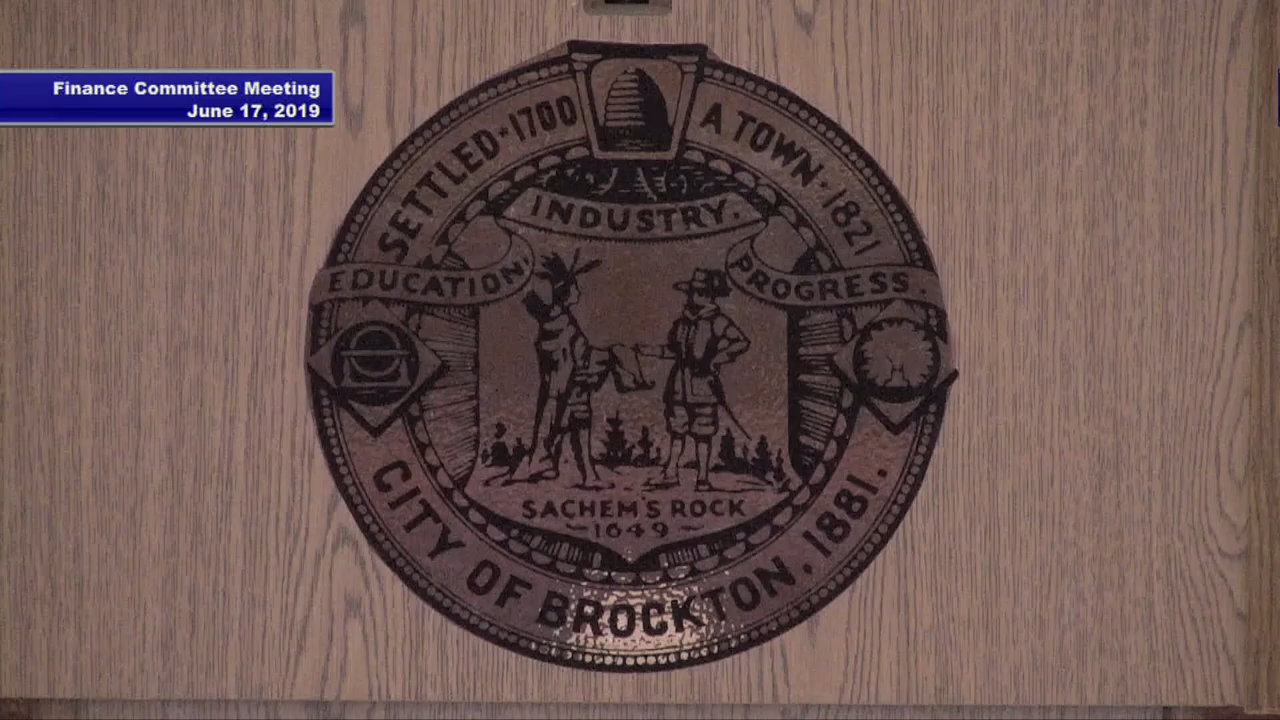 Finance Committee Meeting
June 17, 2019
SETTLED · 1700
A TOWN · 1821
INDUSTRY.
EDUCATION.
PROGRESS.
SACHEM'S ROCK
1649
CITY OF BROCKTON, 1881.